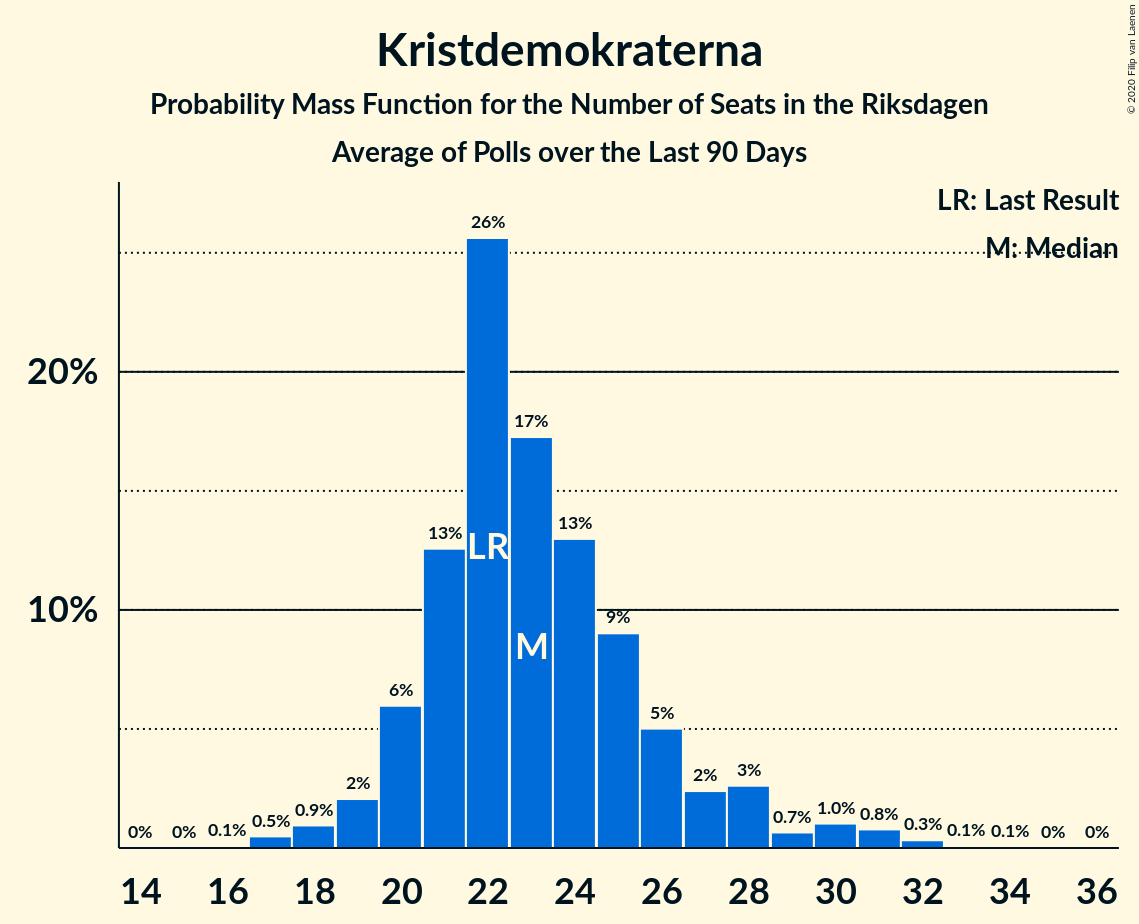 Kristdemokraterna
Probability Mass Function for the Number of Seats in the Riksdagen
Average of Polls over the Last 90 Days
© 2020 Filip van Laenen
LR: Last Result
M: Median
20%
10%
0% 0% 0.1% 0.5% 0.9% 2% 6% 13% 26% 17% 13% 9% 5% 2% 3% 0.7% 1.0% 0.8% 0.3% 0.1% 0.1% 0% 0%
LR
M
14 16 18 20 22 24 26 28 30 32 34 36